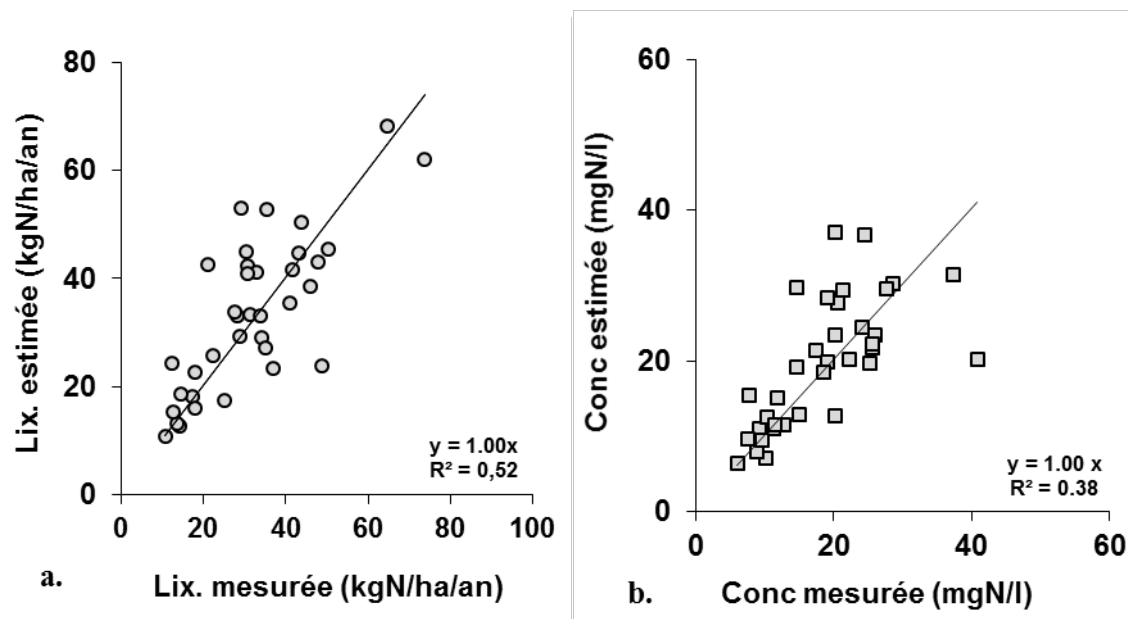 Lix. estimée (kgN/ha/an)
80
60
40
20
0
y = 1.00x
R² = 0,52
0 20 40 60 80 100
a.
Lix. mesurée (kgN/ha/an)
Conc estimée (mgN/l)
60
40
20
0
y = 1.00 x
R² = 0.38
0 20 40 60
b.
Conc mesurée (mgN/l)